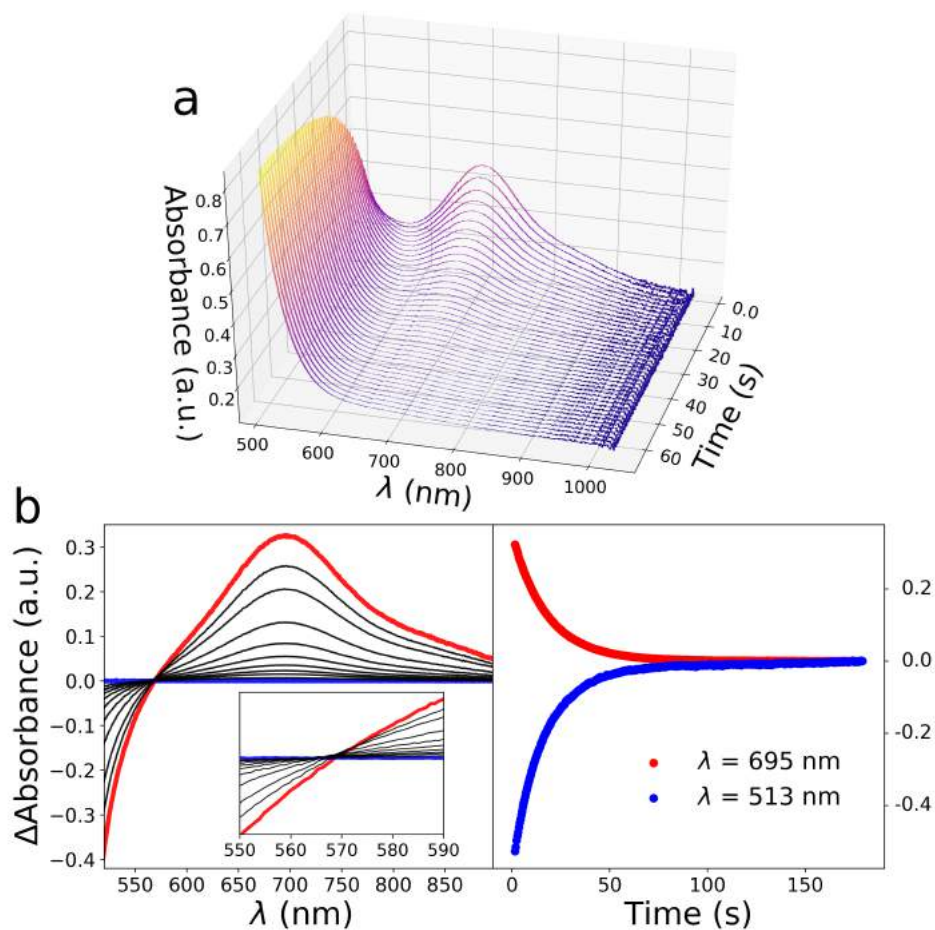 a
Absorbance (a.u.)
0.8
0.7
0.6
0.5
0.4
0.3
0.2
500
600
700
800
900
1000
λ (nm)
0.0
10
20
30
40
50
60
Time (s)
b
ΔAbsorbance (a.u.)
0.3
0.2
0.1
0.0
−0.1
−0.2
−0.3
−0.4
550 600 650 700 750 800 850
λ (nm)
550 560 570 580 590
0.2
0.0
-0.2
-0.4
λ = 695 nm
λ = 513 nm
0 50 100 150
Time (s)